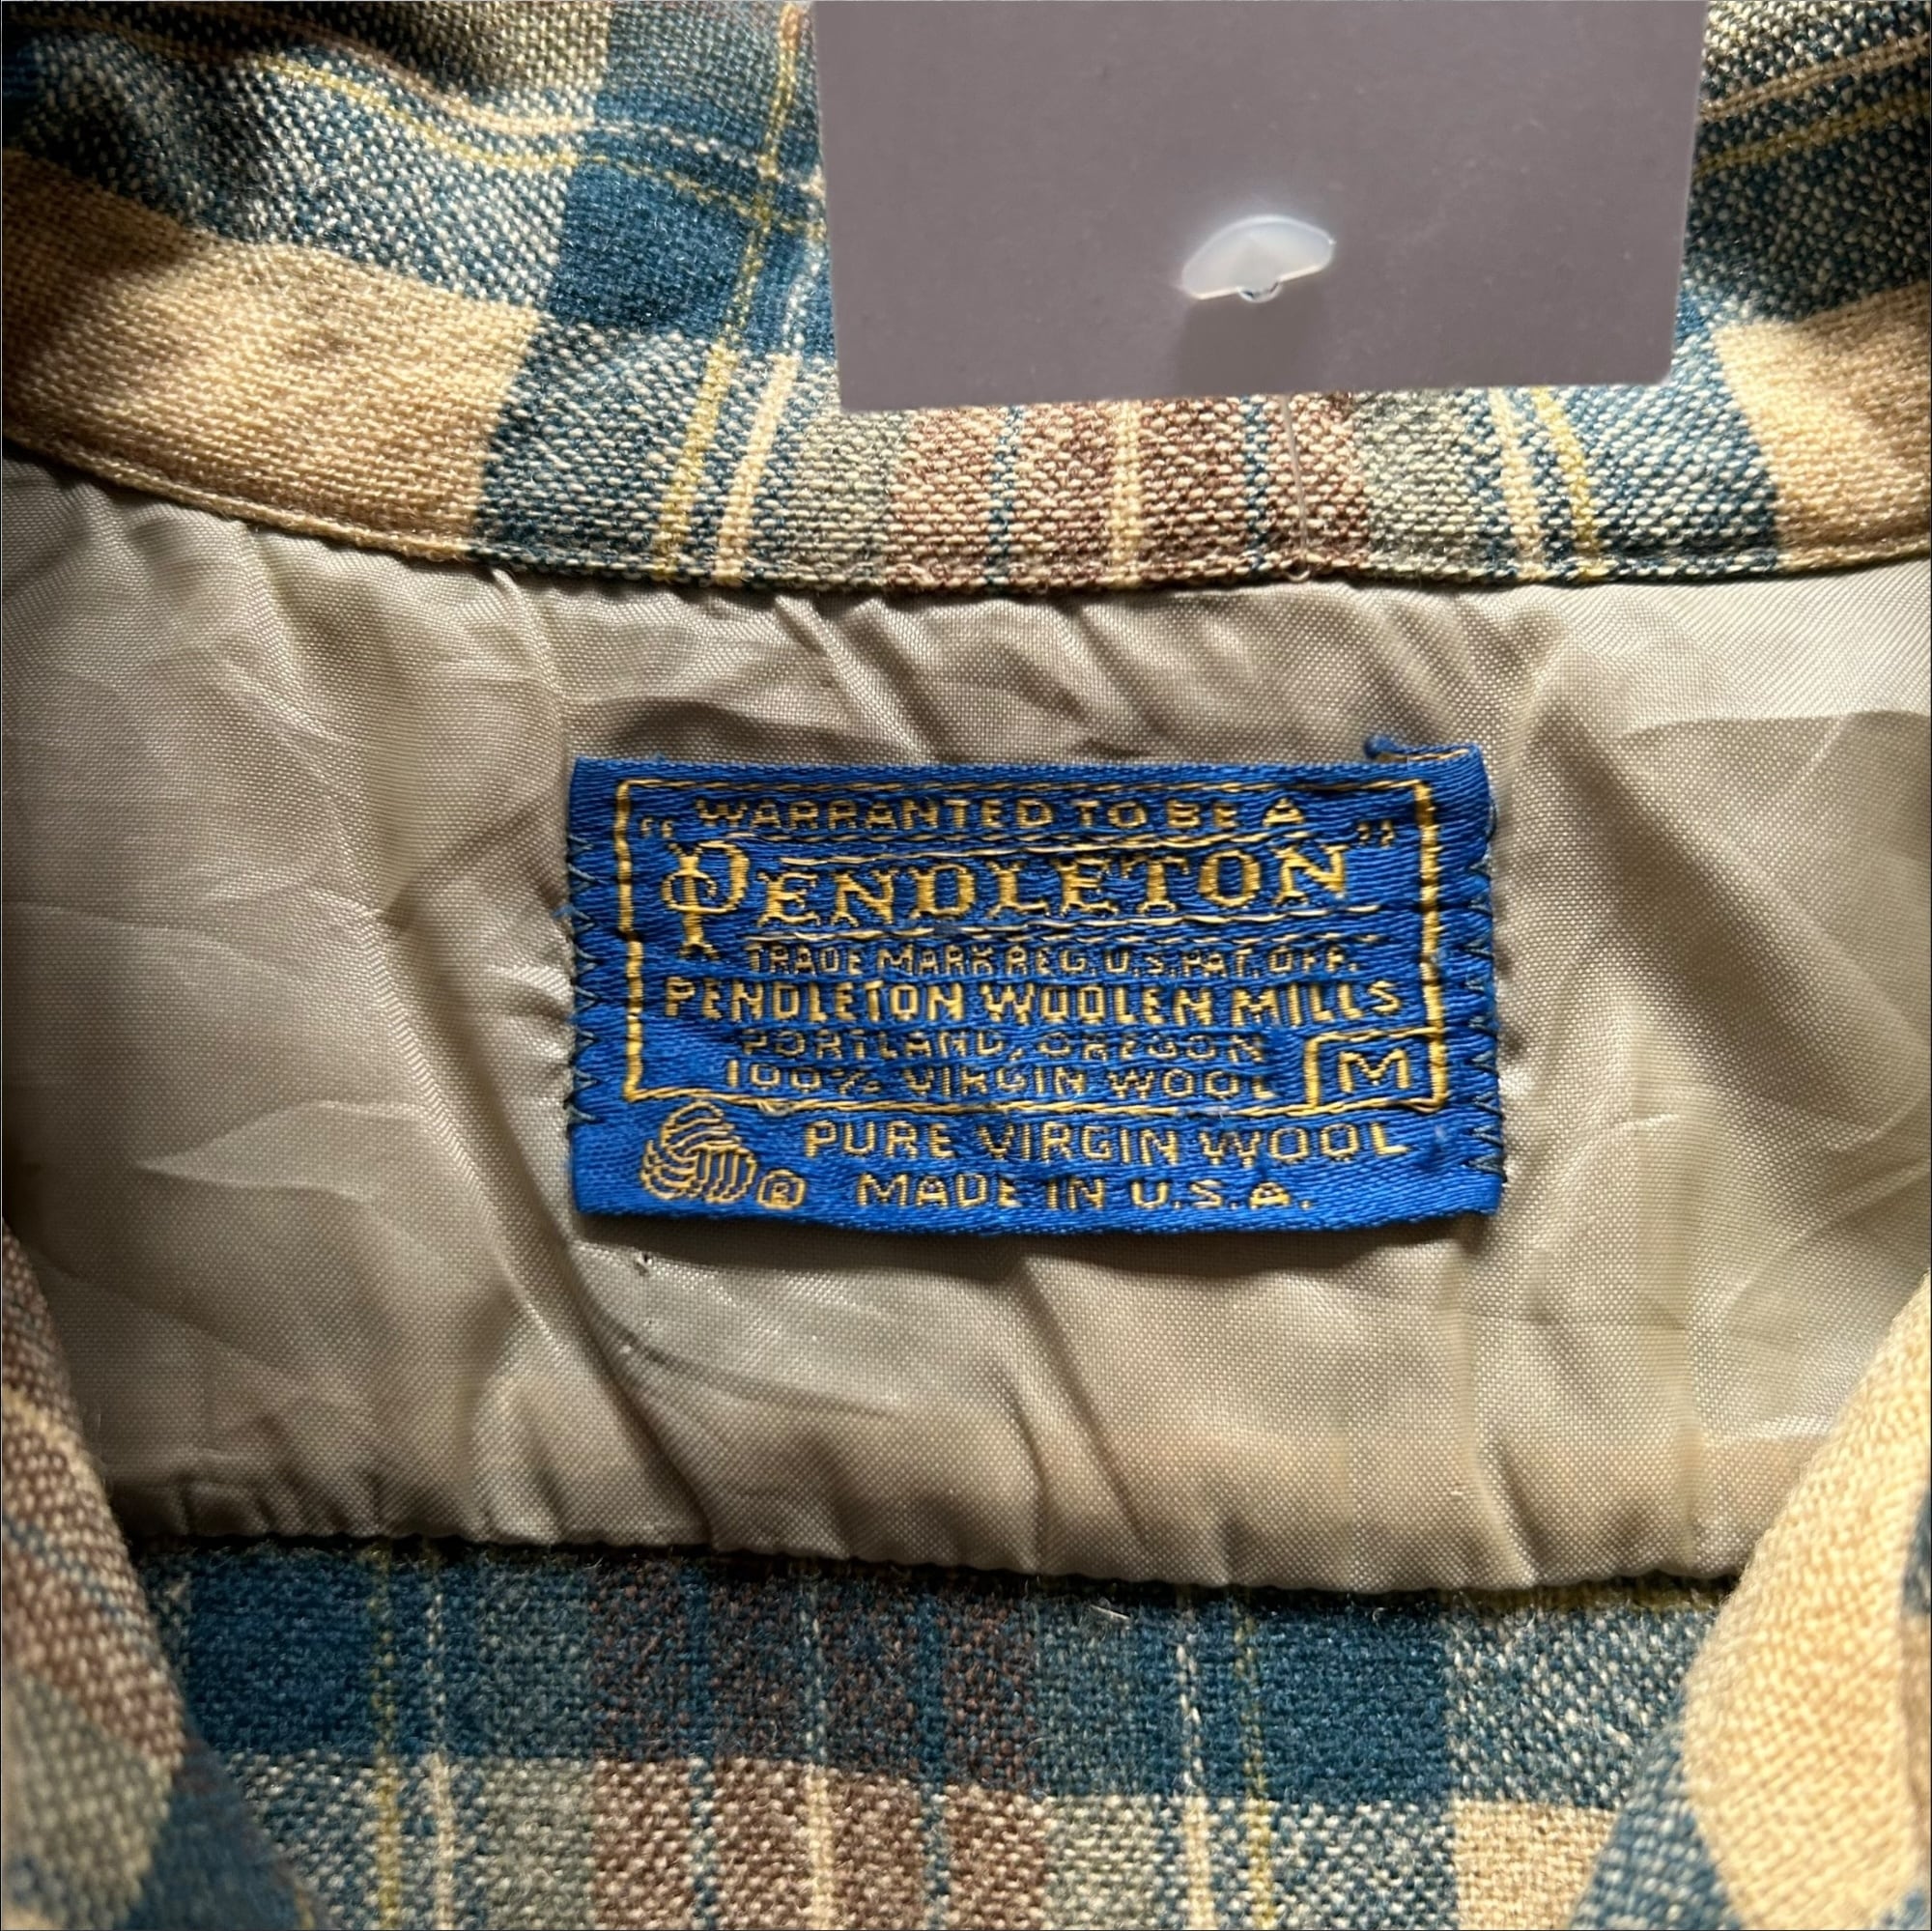 WARRANTED TO BE A
"PENDLETON"
TRADE MARK REG. U.S. PAT. OFF.
PENDLETON WOOLEN MILLS
PORTLAND, OREGON
100% VIRGIN WOOL M
PURE VIRGIN WOOL
® MADE IN U.S.A.